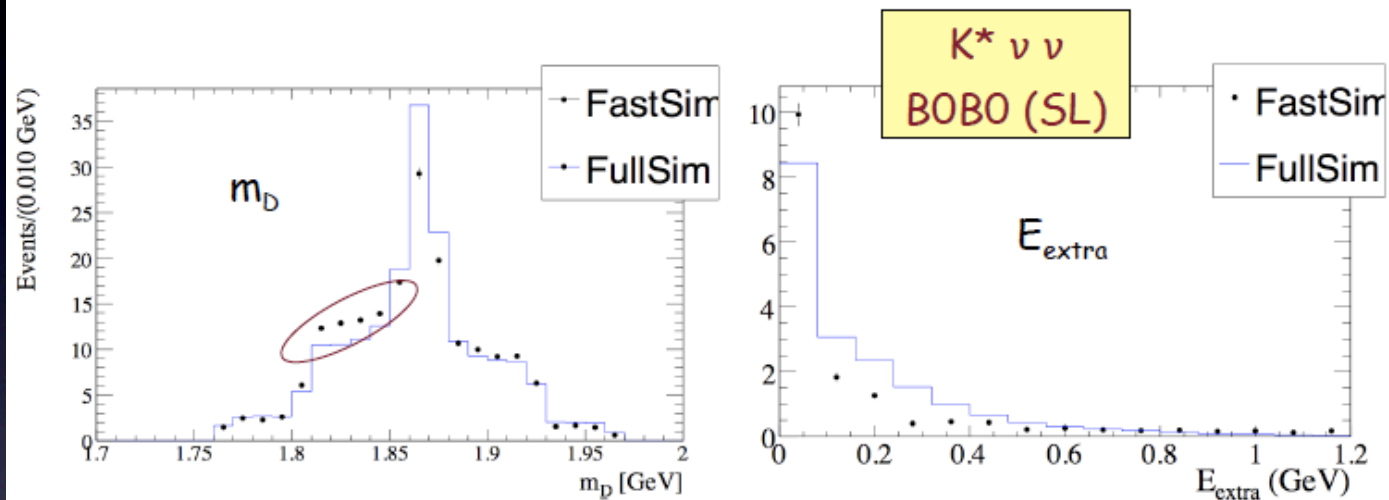 K* ν ν
B0B0 (SL)
Events/(0.010 GeV)
35
30
25
20
15
10
5
0
m_D
FastSim
FullSim
1.7
1.75
1.8
1.85
1.9
1.95
2
m_D [GeV]
10
8
6
4
2
0
E_extra
FastSim
FullSim
0
0.2
0.4
0.6
0.8
1
1.2
E_extra (GeV)